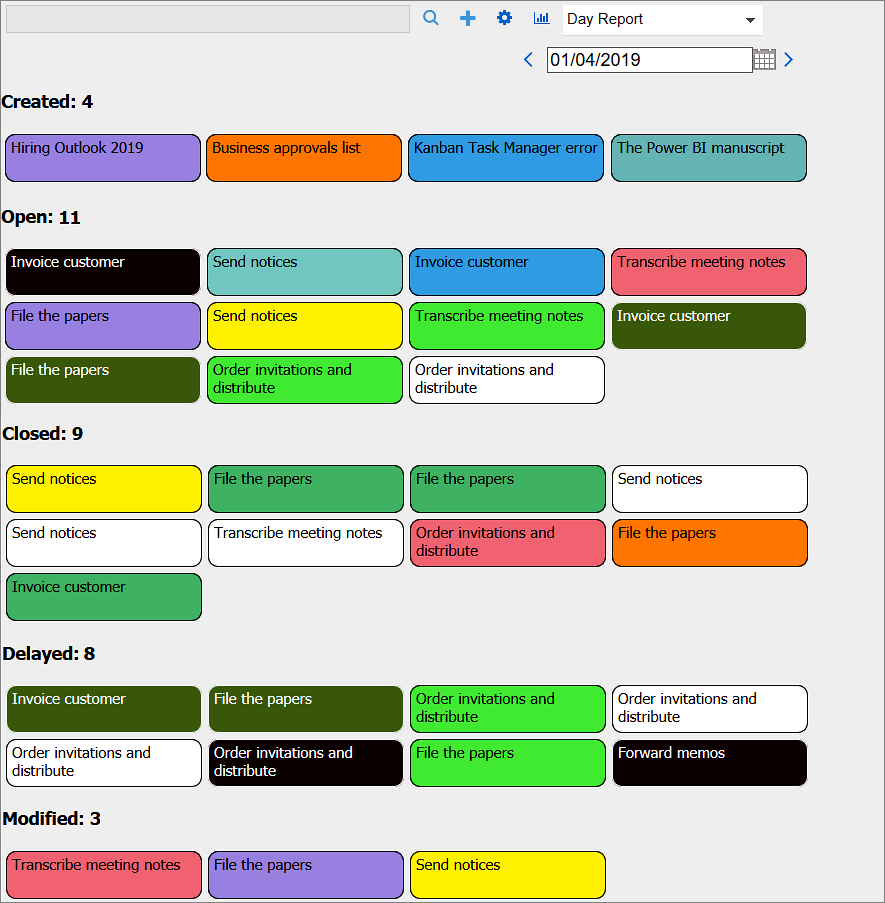 Day Report
01/04/2019
Created: 4
Hiring Outlook 2019
Business approvals list
Kanban Task Manager error
The Power BI manuscript
Open: 11
Invoice customer
Send notices
Invoice customer
Transcribe meeting notes
File the papers
Send notices
Transcribe meeting notes
Invoice customer
File the papers
Order invitations and
distribute
Order invitations and
distribute
Closed: 9
Send notices
File the papers
File the papers
Send notices
Send notices
Transcribe meeting notes
Order invitations and
distribute
File the papers
Invoice customer
Delayed: 8
Invoice customer
File the papers
Order invitations and
distribute
Order invitations and
distribute
Order invitations and
distribute
Order invitations and
distribute
File the papers
Forward memos
Modified: 3
Transcribe meeting notes
File the papers
Send notices